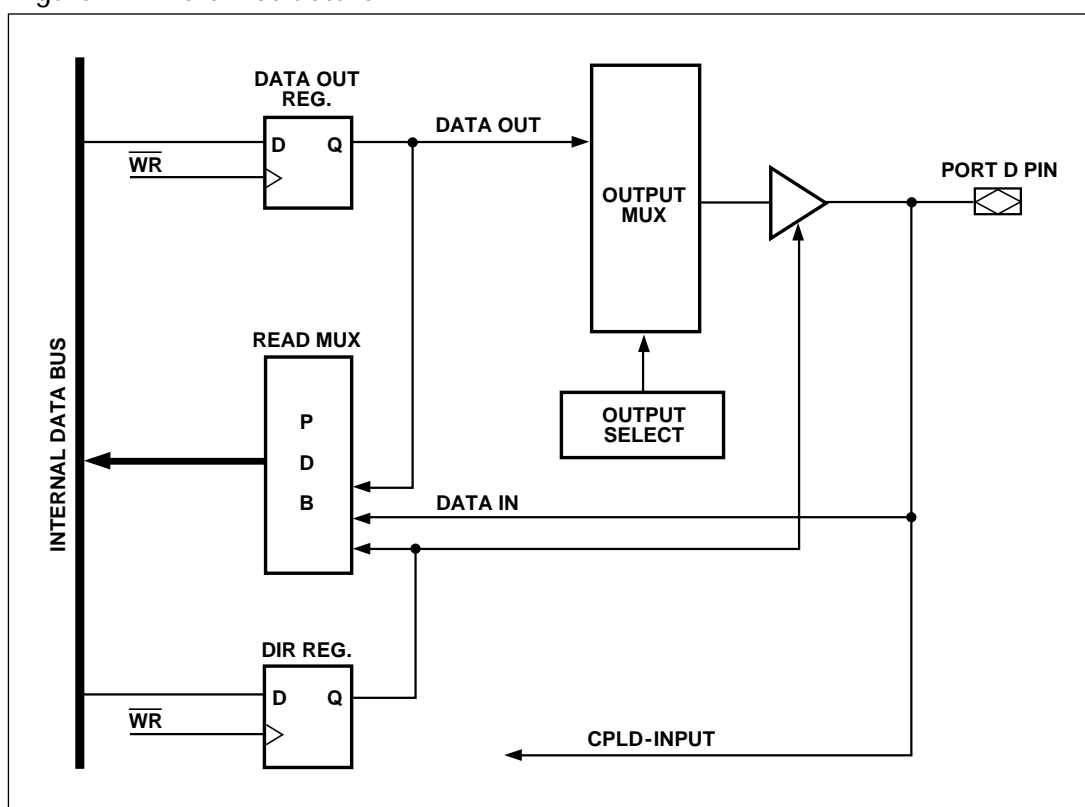 DATA OUT
REG.
D Q
WR
DATA OUT
OUTPUT
MUX
PORT D PIN
READ MUX
P
D
B
INTERNAL DATA BUS
OUTPUT
SELECT
DATA IN
DIR REG.
D Q
WR
CPLD-INPUT